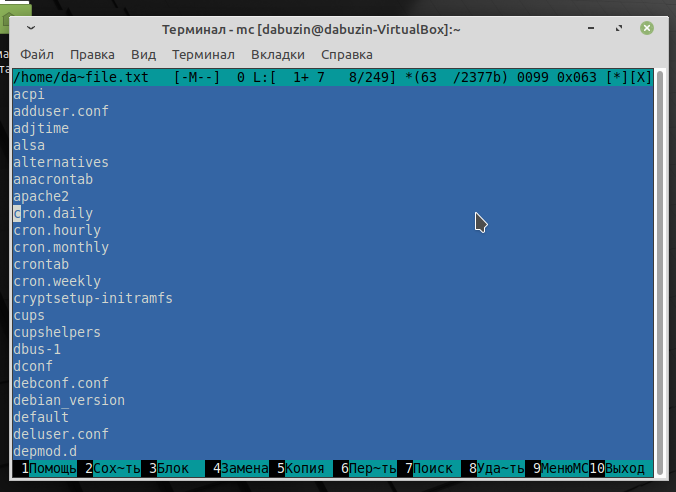 Терминал - mc [dabuzin@dabuzin-VirtualBox]:~
Файл Правка Вид Терминал Вкладки Справка
/home/da~file.txt [-M--] 0 L:[ 1+ 7 8/249] *(63 /2377b) 0099 0x063 [*][X]
acpi
adduser.conf
adjtime
alsa
alternatives
anacrontab
apache2
cron.daily
cron.hourly
cron.monthly
crontab
cron.weekly
cryptsetup-initramfs
cups
cupshelpers
dbus-1
dconf
debconf.conf
debian_version
default
deluser.conf
depmod.d
1Помощь 2Сох~ть 3Блок 4Замена 5Копия 6Пер~ть 7Поиск 8Уда~ть 9МенюMC 10Выход